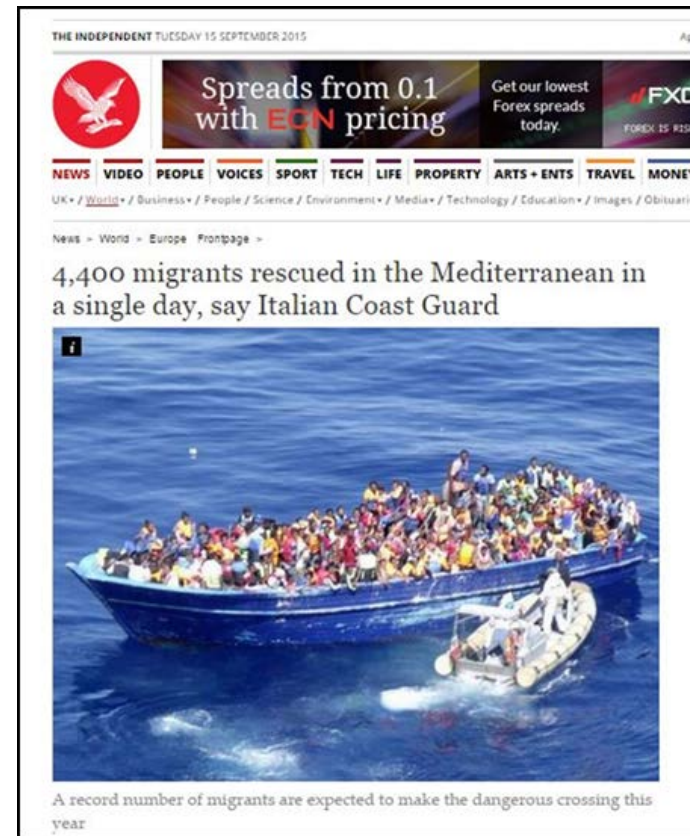 THE INDEPENDENT TUESDAY 15 SEPTEMBER 2015
Spreads from 0.1
with ECN pricing
Get our lowest
Forex spreads
today.
NEWS VIDEO PEOPLE VOICES SPORT TECH LIFE PROPERTY ARTS + ENTS TRAVEL MONEY
UK / World / Business / People / Science / Environment / Media / Technology / Education / Images /
News > World > Europe Frontpage >
4,400 migrants rescued in the Mediterranean in
a single day, say Italian Coast Guard
i
A record number of migrants are expected to make the dangerous crossing this
year